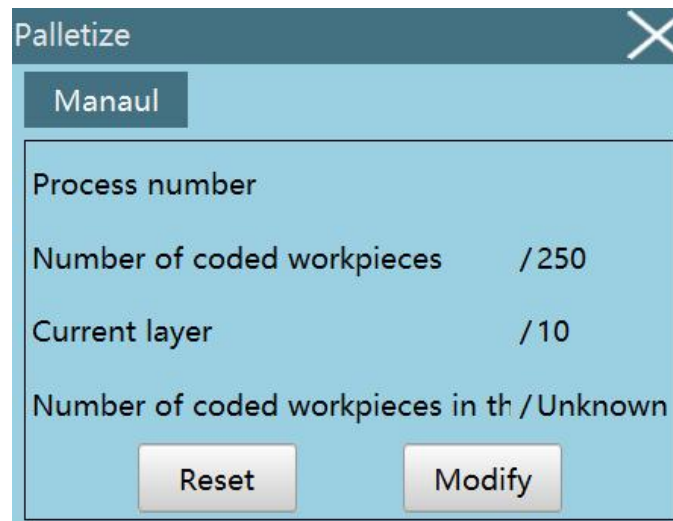 Palletize
Manaul
Process number
Number of coded workpieces /250
Current layer /10
Number of coded workpieces in th /Unknown
Reset Modify